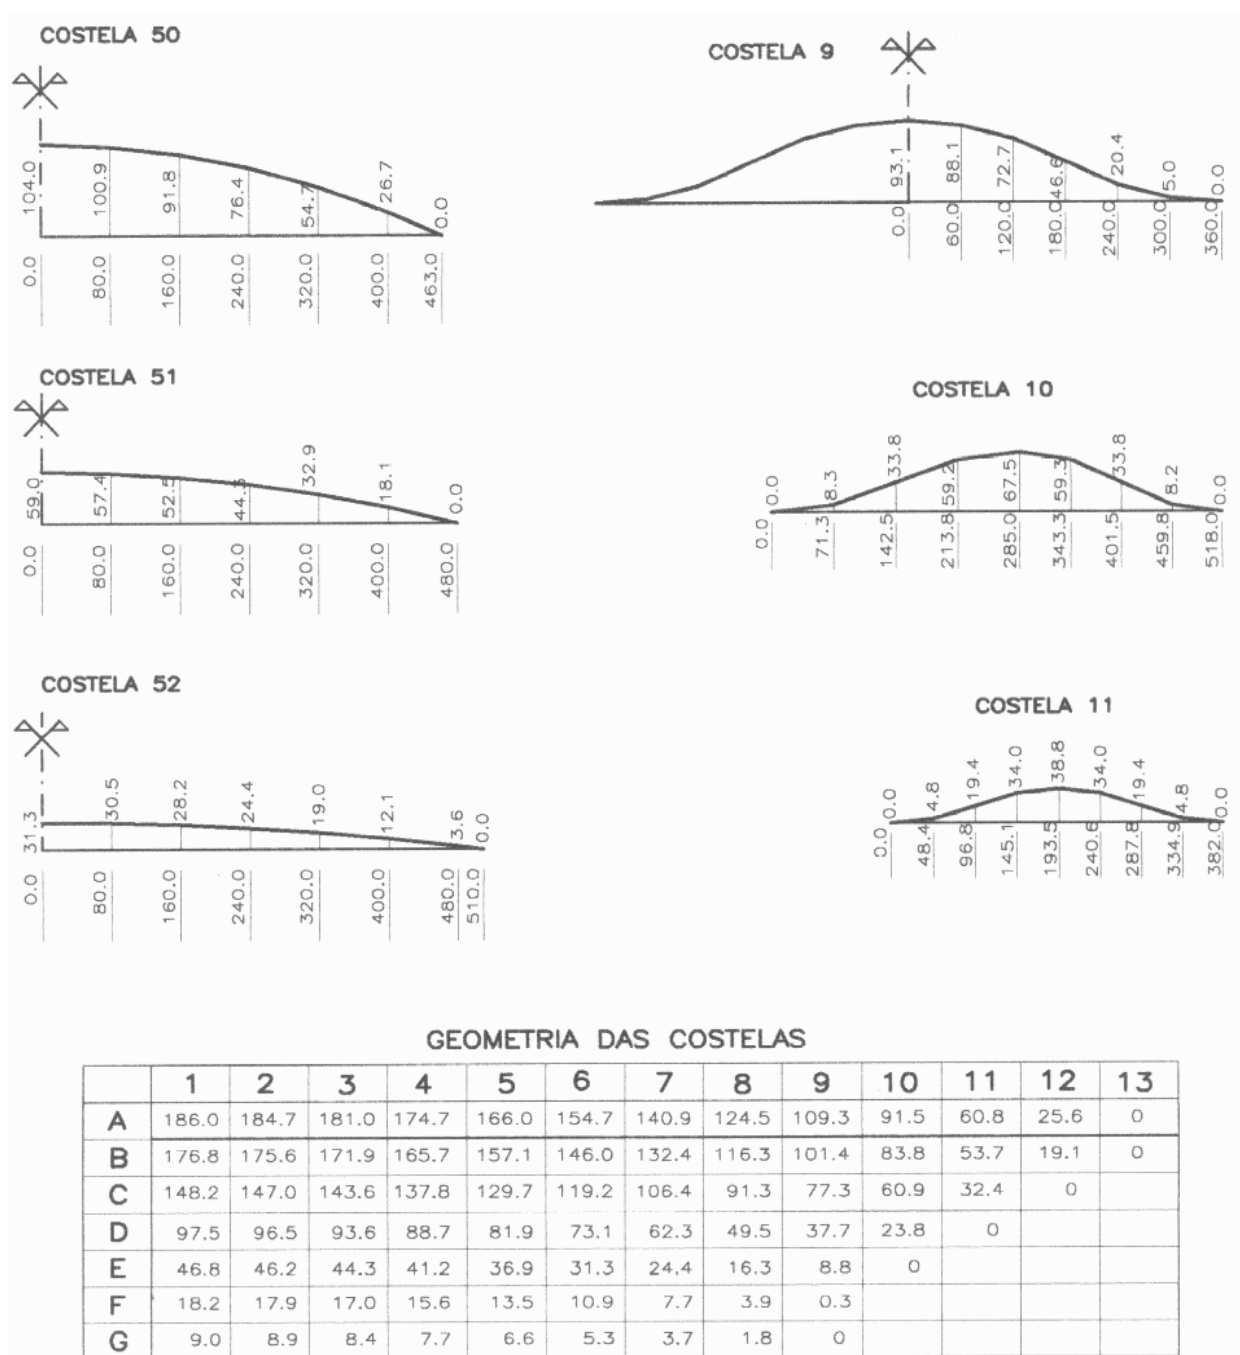 COSTELA 50
104.0 100.9 91.8 76.4 54.7 26.7 0.0
0.0 80.0 160.0 240.0 320.0 400.0 463.0
COSTELA 9
93.1 88.1 72.7 46.6 20.4 5.0 0.0
0.0 60.0 120.0 180.0 240.0 300.0 360.0
COSTELA 51
59.0 57.4 52.5 44.3 32.9 18.1 0.0
0.0 80.0 160.0 240.0 320.0 400.0 480.0
COSTELA 10
0.0 8.3 33.8 59.2 67.5 59.3 33.8 8.2 0.0
0.0 71.3 142.5 213.8 285.0 343.3 401.5 459.8 518.0
COSTELA 52
31.3 30.5 28.2 24.4 19.0 12.1 3.6 0.0
0.0 80.0 160.0 240.0 320.0 400.0 480.0 510.0
COSTELA 11
0.0 4.8 19.4 34.0 38.8 34.0 19.4 4.8 0.0
0.0 48.4 96.8 145.1 193.5 240.6 287.8 334.9 382.0
GEOMETRIA DAS COSTELAS
1 2 3 4 5 6 7 8 9 10 11 12 13
A 186.0 184.7 181.0 174.7 166.0 154.7 140.9 124.5 109.3 91.5 60.8 25.6 0
B 176.8 175.6 171.9 165.7 157.1 146.0 132.4 116.3 101.4 83.8 53.7 19.1 0
C 148.2 147.0 143.6 137.8 129.7 119.2 106.4 91.3 77.3 60.9 32.4 0
D 97.5 96.5 93.6 88.7 81.9 73.1 62.3 49.5 37.7 23.8 0
E 46.8 46.2 44.3 41.2 36.9 31.3 24.4 16.3 8.8 0
F 18.2 17.9 17.0 15.6 13.5 10.9 7.7 3.9 0.3
G 9.0 8.9 8.4 7.7 6.6 5.3 3.7 1.8 0